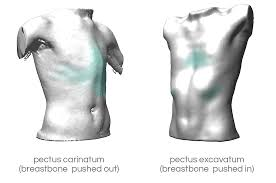 pectus carinatum
(breastbone pushed out)
pectus excavatum
(breastbone pushed in)